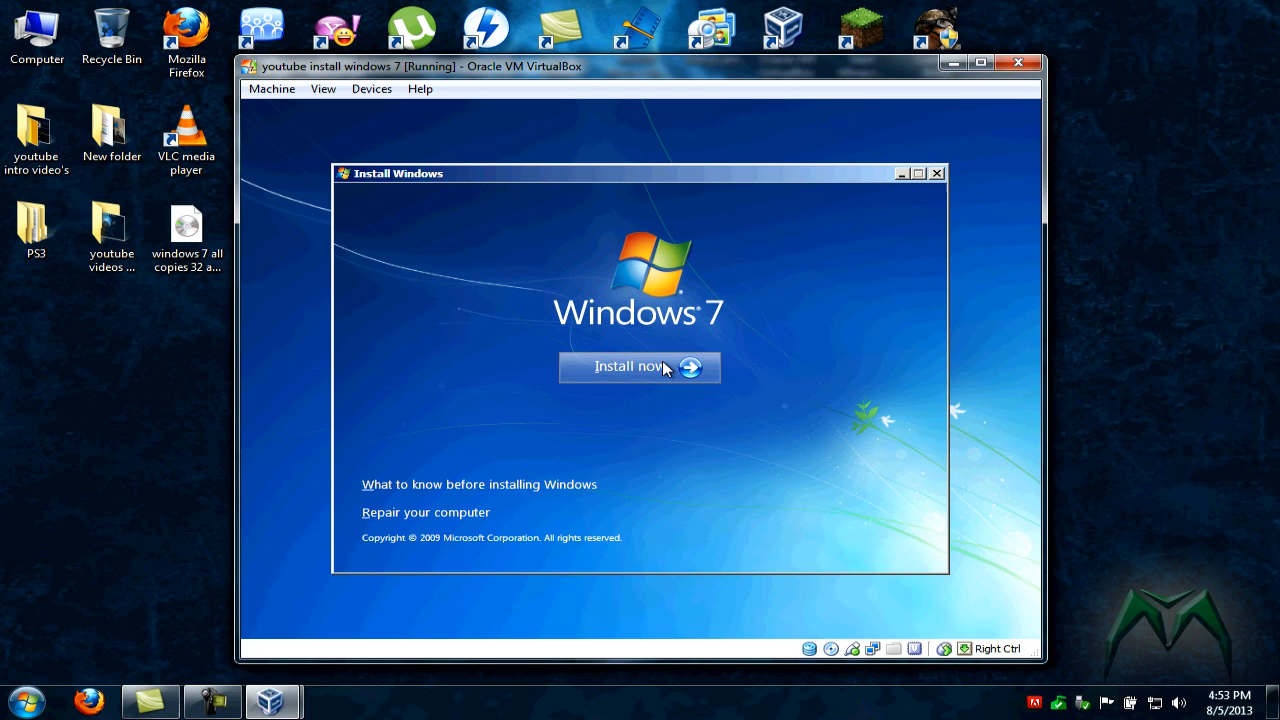 Computer
Recycle Bin
Mozilla
Firefox
youtube
intro video's
New folder
VLC media
player
PS3
youtube
videos ...
windows 7 all
copies 32 a...
youtube install windows 7 [Running] - Oracle VM VirtualBox
Machine View Devices Help
Install Windows
Windows 7
Install now
What to know before installing Windows
Repair your computer
Copyright © 2009 Microsoft Corporation. All rights reserved.
Right Ctrl
4:53 PM
8/5/2013